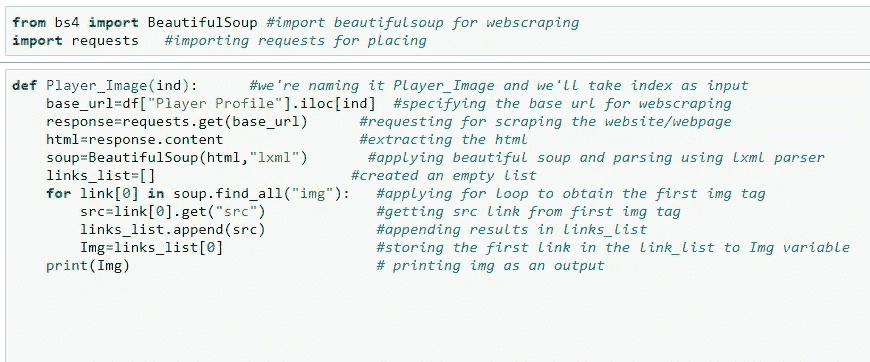 from bs4 import BeautifulSoup #import beautifulsoup for webscraping
import requests   #importing requests for placing
def Player_Image(ind):       #we're naming it Player_Image and we'll take index as input
    base_url=df["Player Profile"].iloc[ind]  #specifying the base url for webscraping
    response=requests.get(base_url)      #requesting for scraping the website/webpage
    html=response.content                #extracting the html
    soup=BeautifulSoup(html,"lxml")       #applying beautiful soup and parsing using lxml parser
    links_list=[]                       #created an empty list
    for link[0] in soup.find_all("img"):   #applying for loop to obtain the first img tag
        src=link[0].get("src")             #getting src link from first img tag
        links_list.append(src)             #appending results in links_list
        Img=links_list[0]                  #storing the first link in the link_list to Img variable
    print(Img)                             # printing img as an output